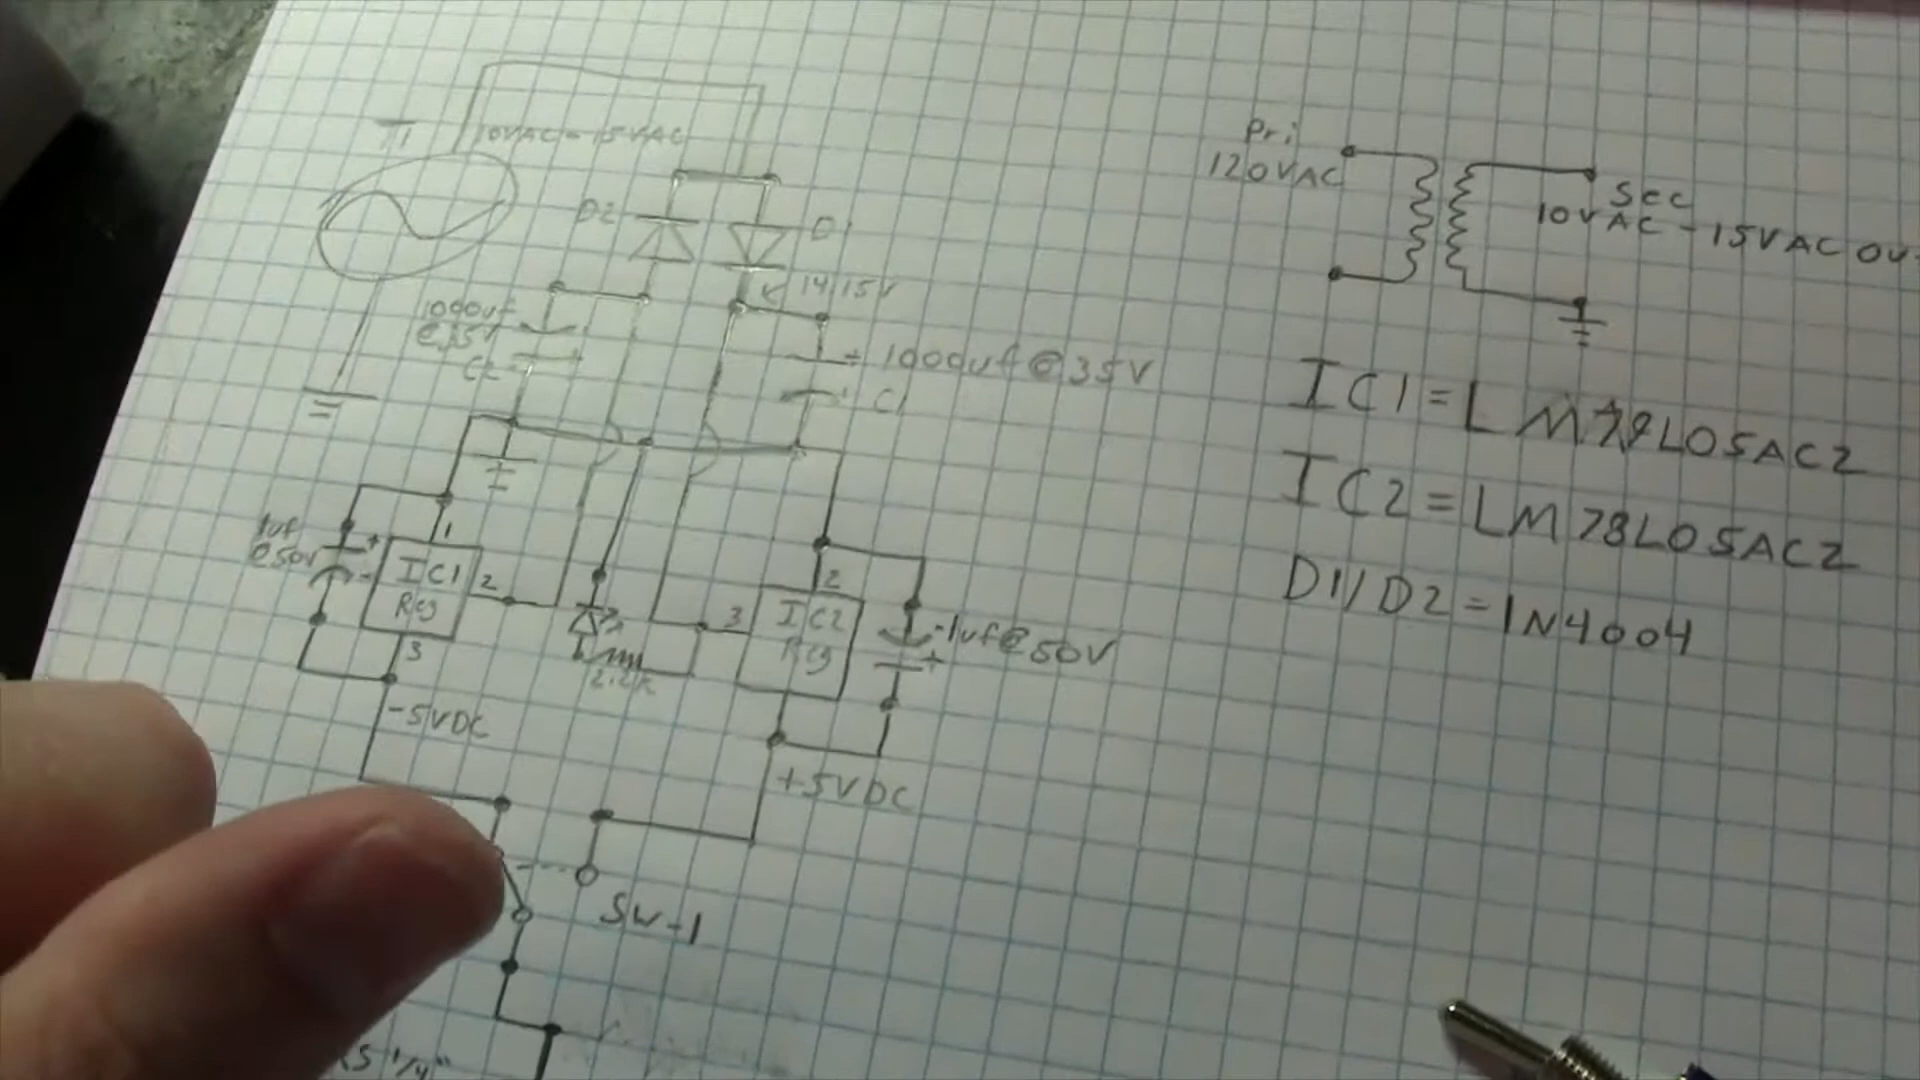 T1
10VAC-15VAC
D2
D1
14.15V
1000uf
@35V
C2
+ 1000uf@35V
C1
1uf
@50V
+
-
1
IC1
Reg
2
3
-5VDC
2.2K
3
2
IC2
Reg
-1uf@50V
+
+5VDC
SW-1
1/4"
Pri
120VAC
Sec
10VAC-15VAC
IC1=LM79L05ACZ
IC2=LM78L05ACZ
D1/D2=1N4004